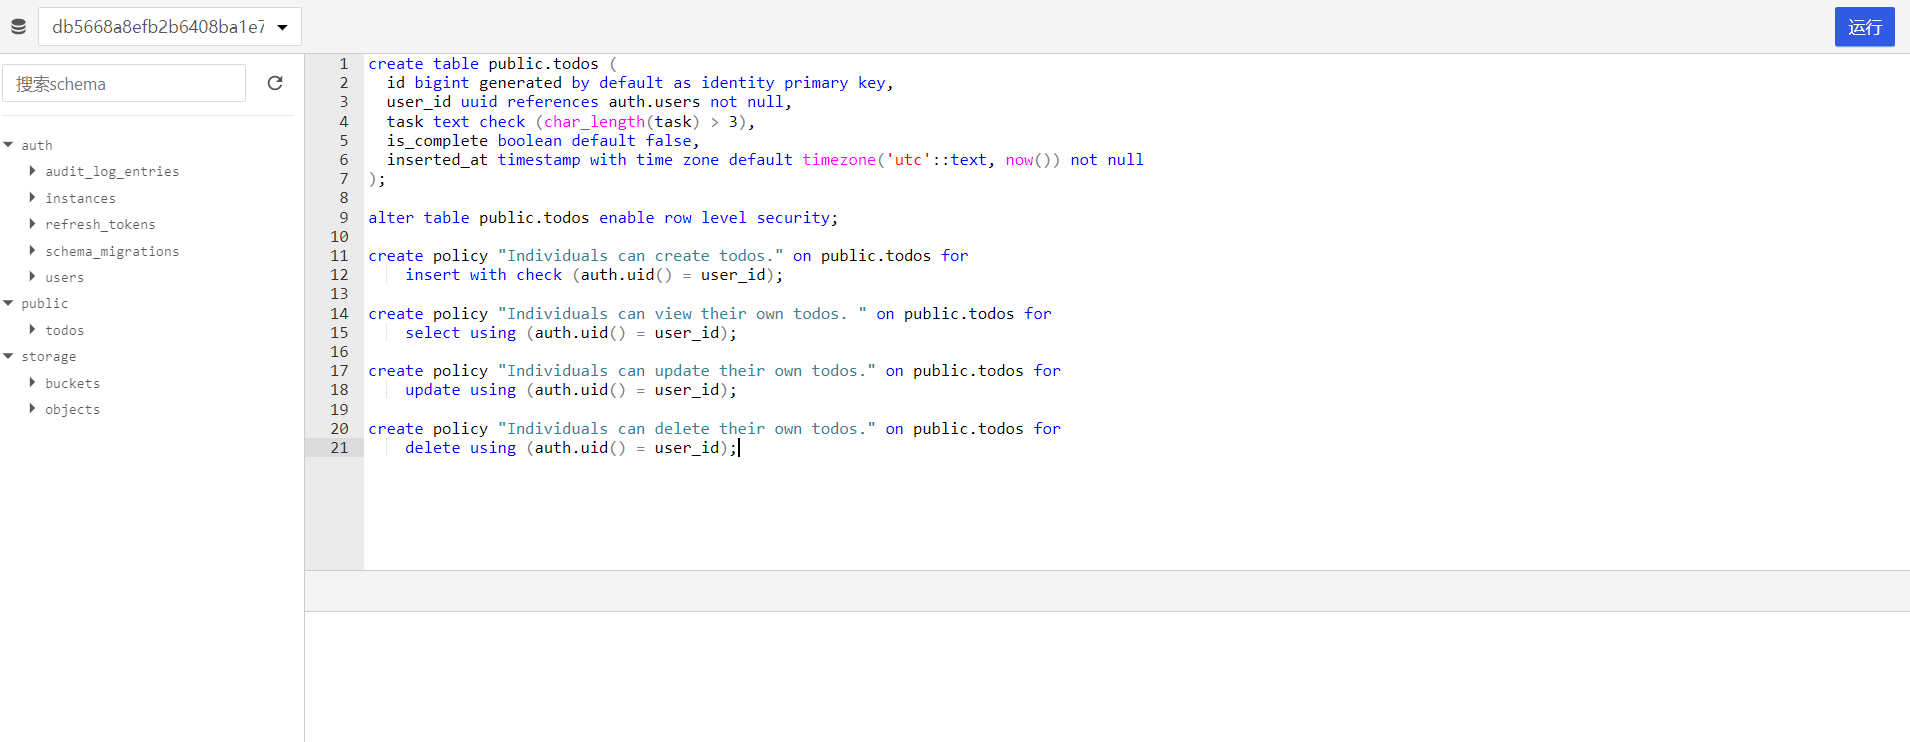 db5668a8efb2b6408ba1e7
运行
搜索schema
auth
audit_log_entries
instances
refresh_tokens
schema_migrations
users
public
todos
storage
buckets
objects
1 create table public.todos (
2 id bigint generated by default as identity primary key,
3 user_id uuid references auth.users not null,
4 task text check (char_length(task) > 3),
5 is_complete boolean default false,
6 inserted_at timestamp with time zone default timezone('utc'::text, now()) not null
7 );
8
9 alter table public.todos enable row level security;
10
11 create policy "Individuals can create todos." on public.todos for
12 insert with check (auth.uid() = user_id);
13
14 create policy "Individuals can view their own todos. " on public.todos for
15 select using (auth.uid() = user_id);
16
17 create policy "Individuals can update their own todos." on public.todos for
18 update using (auth.uid() = user_id);
19
20 create policy "Individuals can delete their own todos." on public.todos for
21 delete using (auth.uid() = user_id);